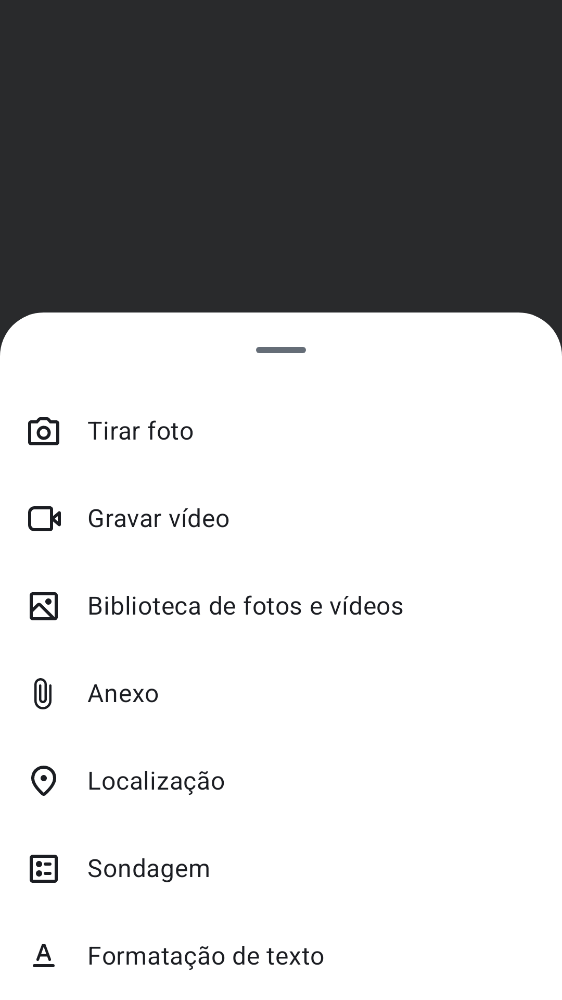 Tirar foto
Gravar vídeo
Biblioteca de fotos e vídeos
Anexo
Localização
Sondagem
Formatação de texto